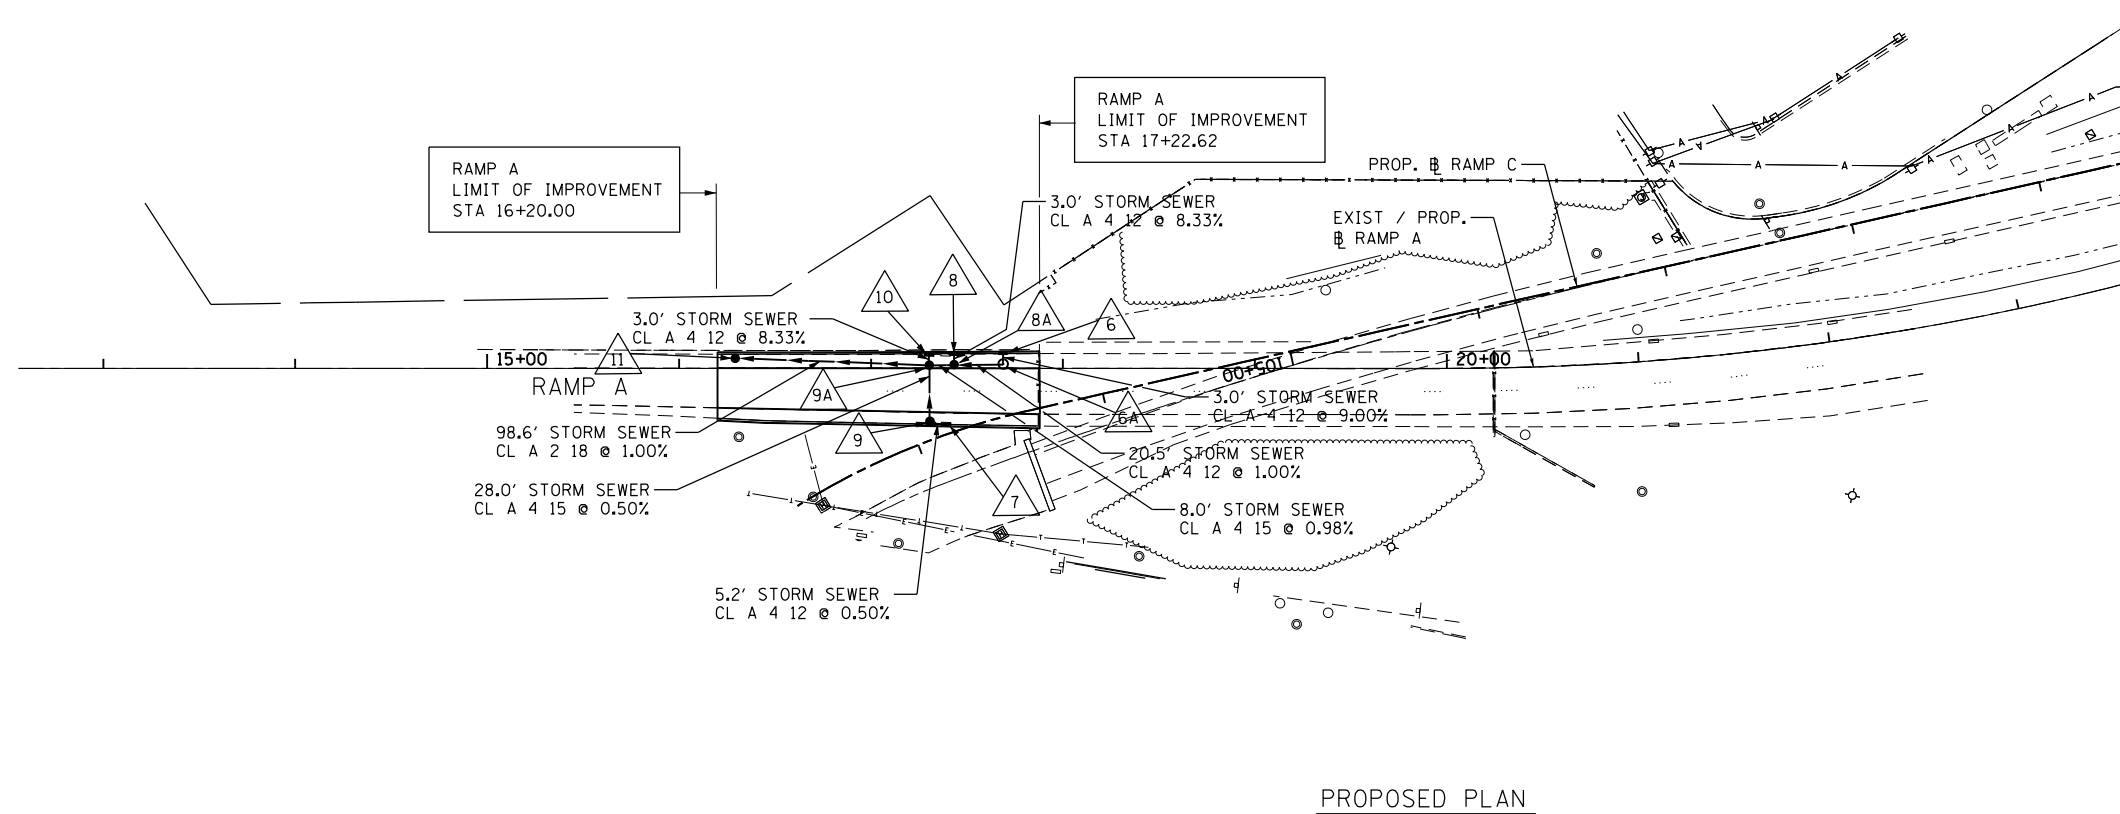 RAMP A
LIMIT OF IMPROVEMENT
STA 17+22.62
RAMP A
LIMIT OF IMPROVEMENT
STA 16+20.00
PROP. ℄ RAMP C
EXIST / PROP.
℄ RAMP A
3.0' STORM SEWER
CL A 4 12 @ 8.33%
8
10
8A
6
3.0' STORM SEWER
CL A 4 12 @ 8.33%
11
15+00
RAMP A
20+00
105+00
9A
3.0' STORM SEWER
CL A 4 12 @ 9.00%
6A
98.6' STORM SEWER
CL A 2 18 @ 1.00%
9
20.5' STORM SEWER
CL A 4 12 @ 1.00%
28.0' STORM SEWER
CL A 4 15 @ 0.50%
7
8.0' STORM SEWER
CL A 4 15 @ 0.98%
5.2' STORM SEWER
CL A 4 12 @ 0.50%
PROPOSED PLAN